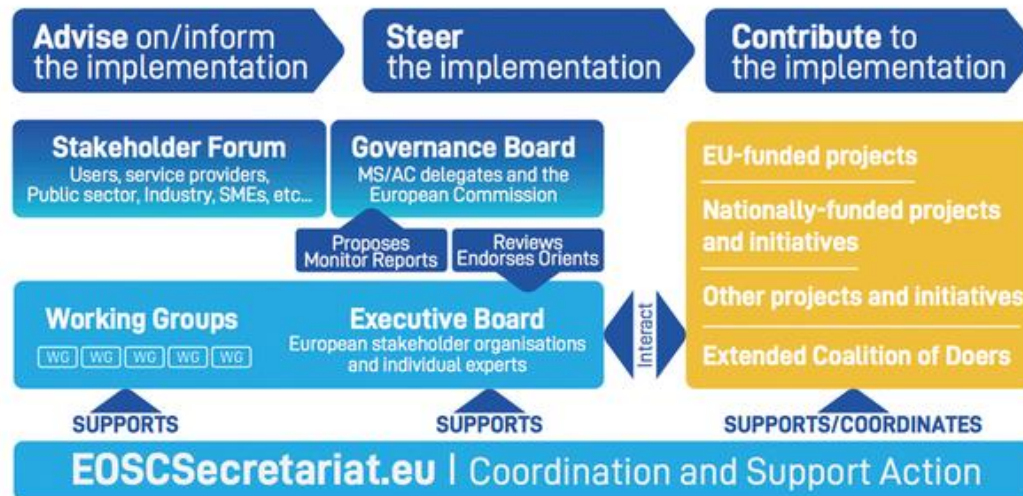 Advise on/inform
the implementation
Steer
the implementation
Contribute to
the implementation
Stakeholder Forum
Users, service providers,
Public sector, Industry, SMEs, etc...
Governance Board
MS/AC delegates and the
European Commission
Proposes
Monitor Reports
Reviews
Endorses Orients
Working Groups
WG WG WG WG WG
Executive Board
European stakeholder organisations
and individual experts
Interact
EU-funded projects
Nationally-funded projects
and initiatives
Other projects and initiatives
Extended Coalition of Doers
SUPPORTS
SUPPORTS
SUPPORTS/COORDINATES
EOSCSecretariat.eu | Coordination and Support Action